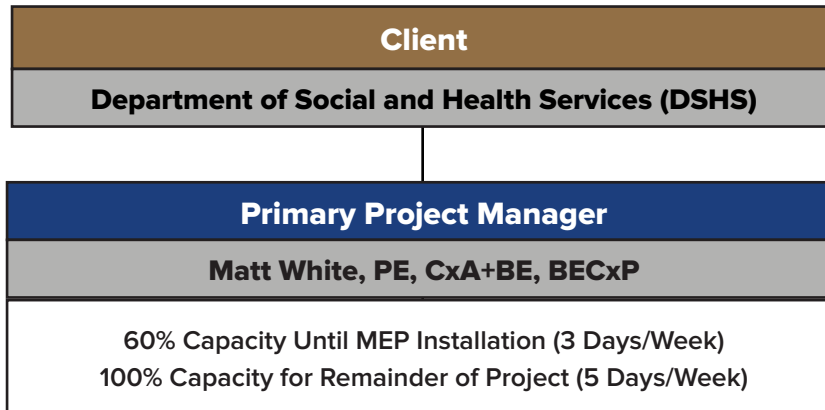 Client
Department of Social and Health Services (DSHS)
Primary Project Manager
Matt White, PE, CxA+BE, BECxP
60% Capacity Until MEP Installation (3 Days/Week)
100% Capacity for Remainder of Project (5 Days/Week)